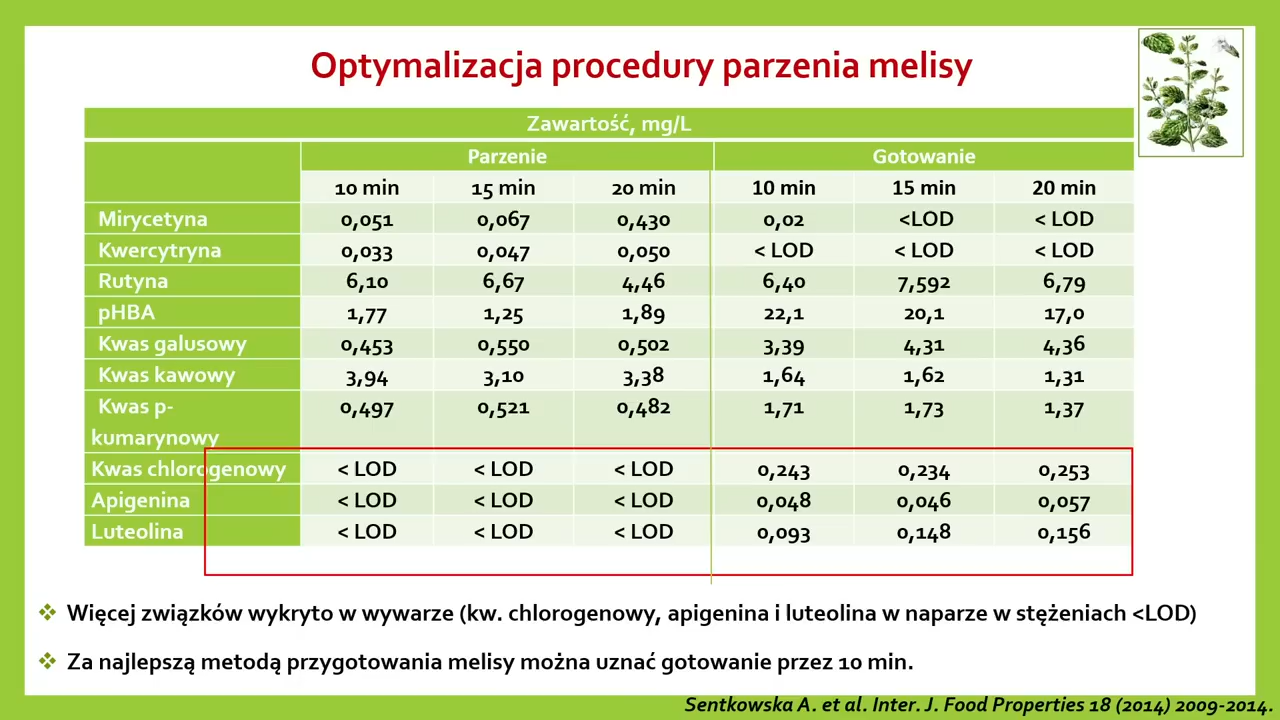 Optymalizacja procedury parzenia melisy
Zawartość, mg/L
Parzenie Gotowanie
10 min 15 min 20 min 10 min 15 min 20 min
Mirycetyna 0,051 0,067 0,430 0,02 <LOD < LOD
Kwercytryna 0,033 0,047 0,050 < LOD < LOD < LOD
Rutyna 6,10 6,67 4,46 6,40 7,592 6,79
pHBA 1,77 1,25 1,89 22,1 20,1 17,0
Kwas galusowy 0,453 0,550 0,502 3,39 4,31 4,36
Kwas kawowy 3,94 3,10 3,38 1,64 1,62 1,31
Kwas p- 0,497 0,521 0,482 1,71 1,73 1,37
kumarynowy
Kwas chlorogenowy < LOD < LOD < LOD 0,243 0,234 0,253
Apigenina < LOD < LOD < LOD 0,048 0,046 0,057
Luteolina < LOD < LOD < LOD 0,093 0,148 0,156
❖ Więcej związków wykryto w wywarze (kw. chlorogenowy, apigenina i luteolina w naparze w stężeniach <LOD)
❖ Za najlepszą metodą przygotowania melisy można uznać gotowanie przez 10 min.
Sentkowska A. et al. Inter. J. Food Properties 18 (2014) 2009-2014.